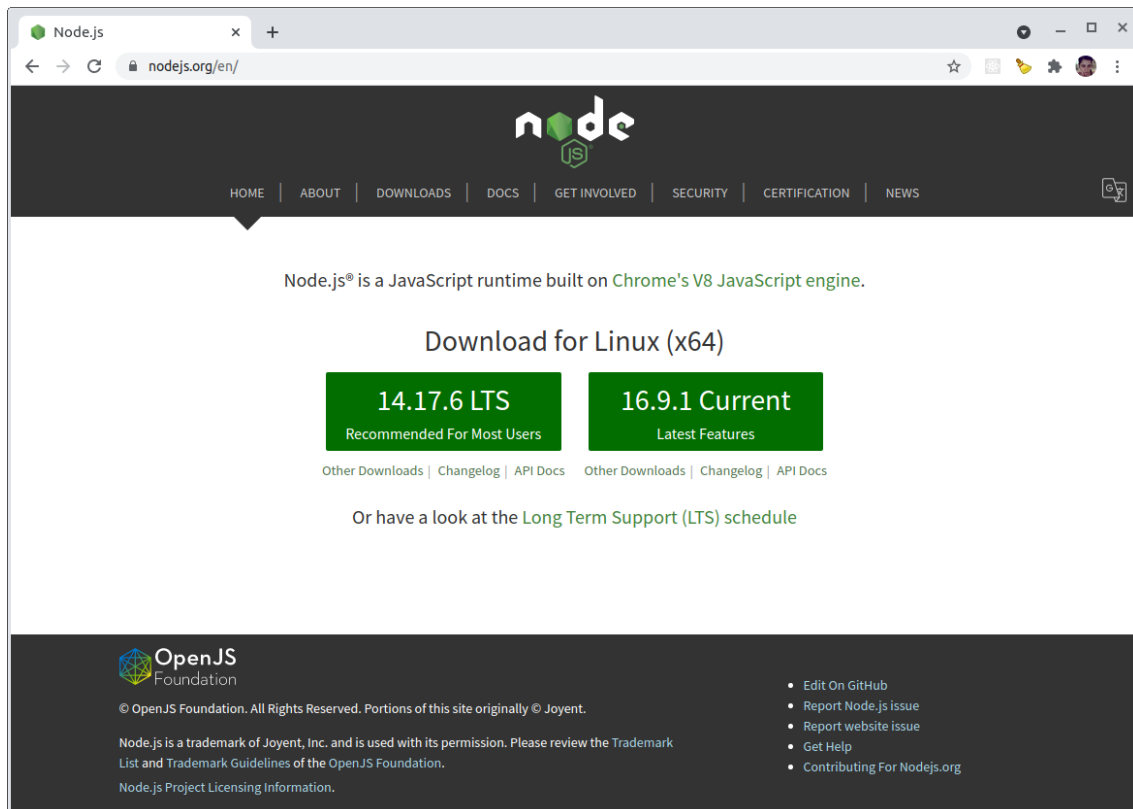 Node.js
nodejs.org/en/
node
JS
HOME | ABOUT | DOWNLOADS | DOCS | GET INVOLVED | SECURITY | CERTIFICATION | NEWS
Node.js® is a JavaScript runtime built on Chrome's V8 JavaScript engine.
Download for Linux (x64)
14.17.6 LTS
Recommended For Most Users
16.9.1 Current
Latest Features
Other Downloads | Changelog | API Docs
Other Downloads | Changelog | API Docs
Or have a look at the Long Term Support (LTS) schedule
OpenJS
Foundation
© OpenJS Foundation. All Rights Reserved. Portions of this site originally © Joyent.
Node.js is a trademark of Joyent, Inc. and is used with its permission. Please review the Trademark
List and Trademark Guidelines of the OpenJS Foundation.
Node.js Project Licensing Information.
Edit On GitHub
Report Node.js issue
Report website issue
Get Help
Contributing For Nodejs.org